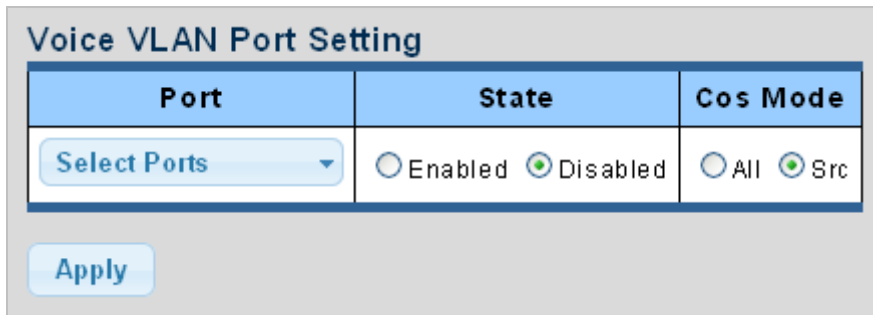 Voice VLAN Port Setting
Port State Cos Mode
Select Ports Enabled Disabled All Src
Apply